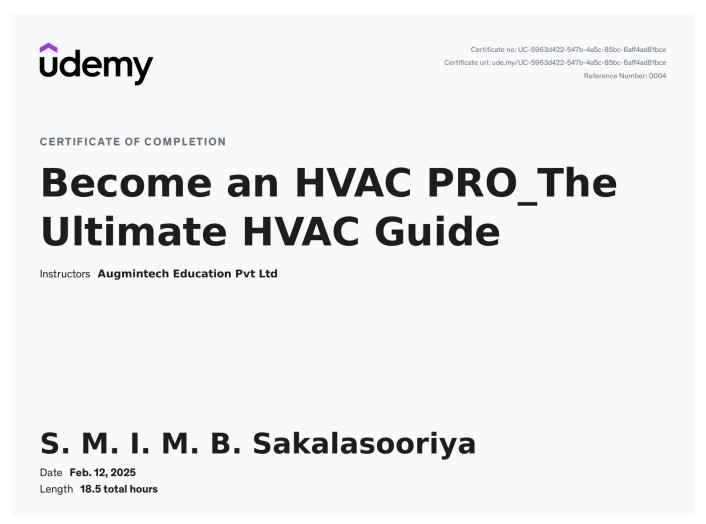 udemy
Certificate no: UC-5963d422-547b-4a5c-85bc-6aff4ad81bce
Certificate url: ude.my/UC-5963d422-547b-4a5c-85bc-6aff4ad81bce
Reference Number: 0004
CERTIFICATE OF COMPLETION
Become an HVAC PRO_The
Ultimate HVAC Guide
Instructors Augmintech Education Pvt Ltd
S. M. I. M. B. Sakalasooriya
Date Feb. 12, 2025
Length 18.5 total hours